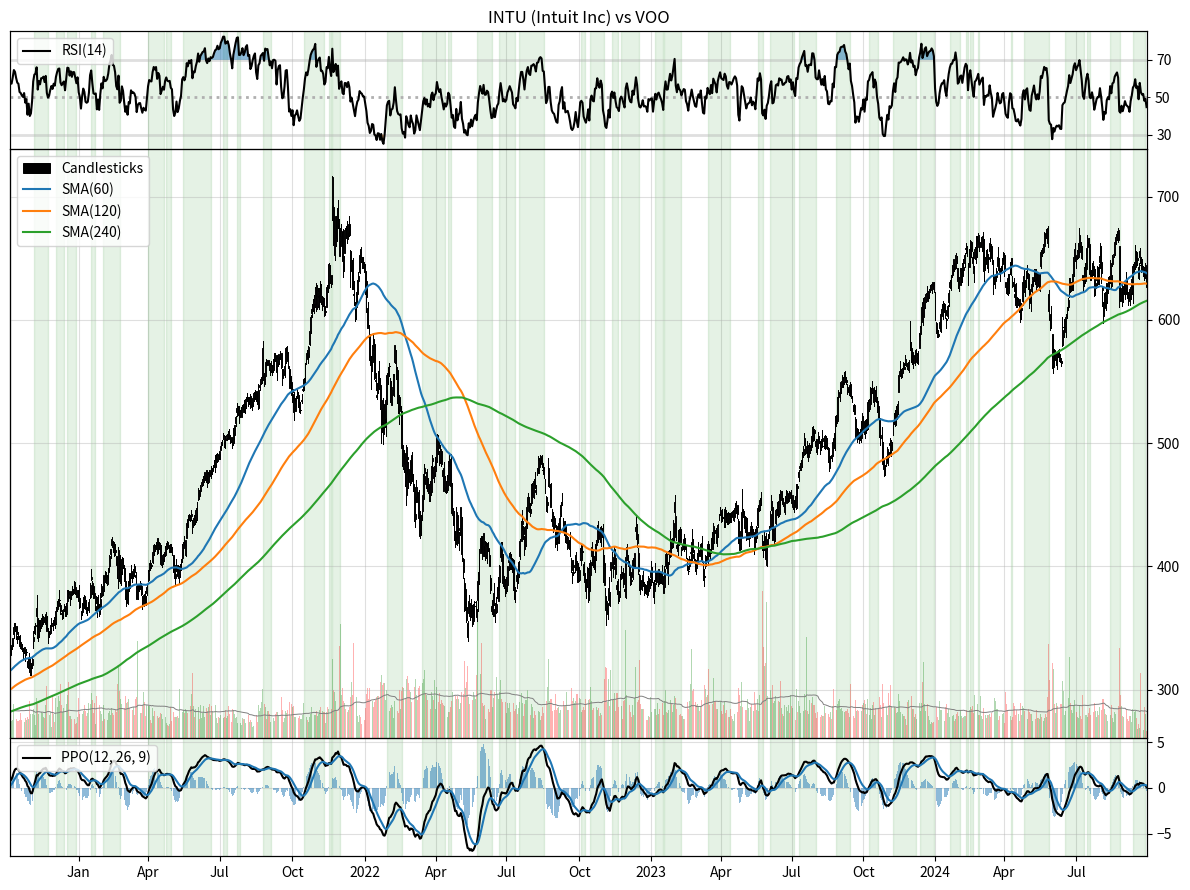 INTU (Intuit Inc) vs VOO
RSI(14)
70
50
30
Candlesticks
SMA(60)
SMA(120)
SMA(240)
700
600
500
400
300
PPO(12, 26, 9)
5
0
−5
Jan Apr Jul Oct 2022 Apr Jul Oct 2023 Apr Jul Oct 2024 Apr Jul